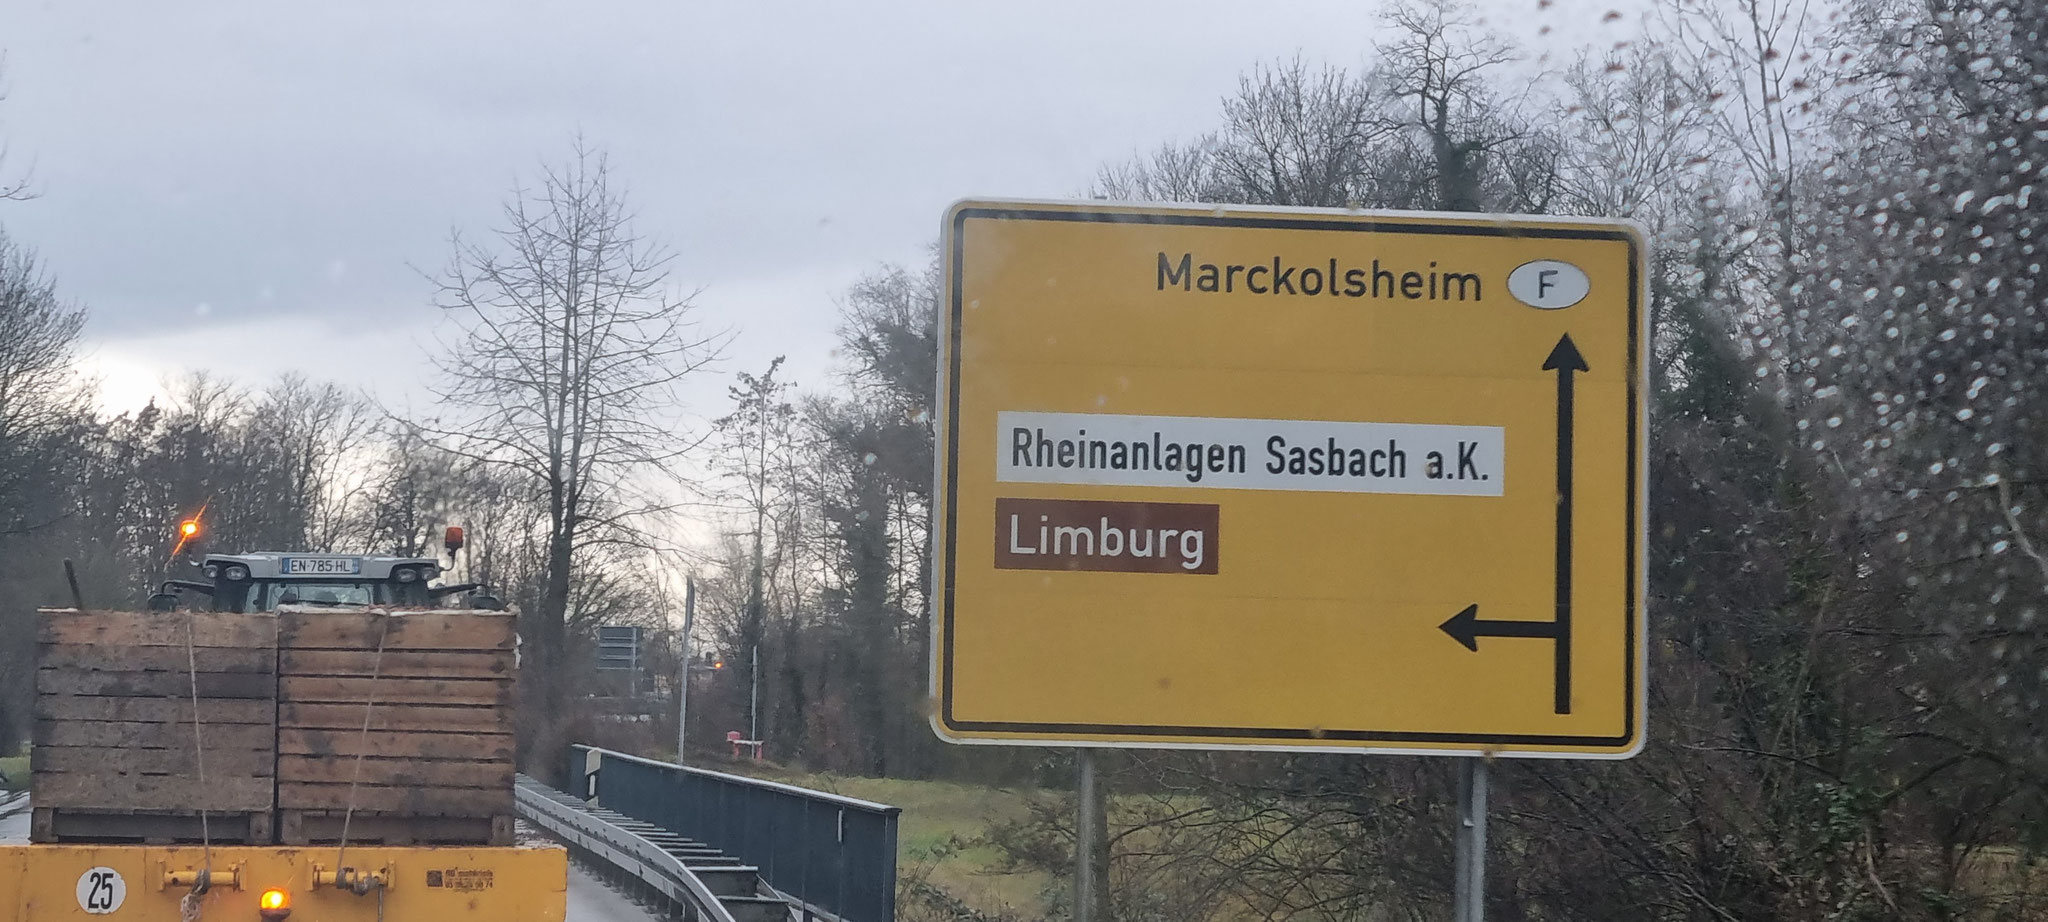 Marckolsheim F
Rheinanlagen Sasbach a.K.
Limburg
EN-785-HL
25